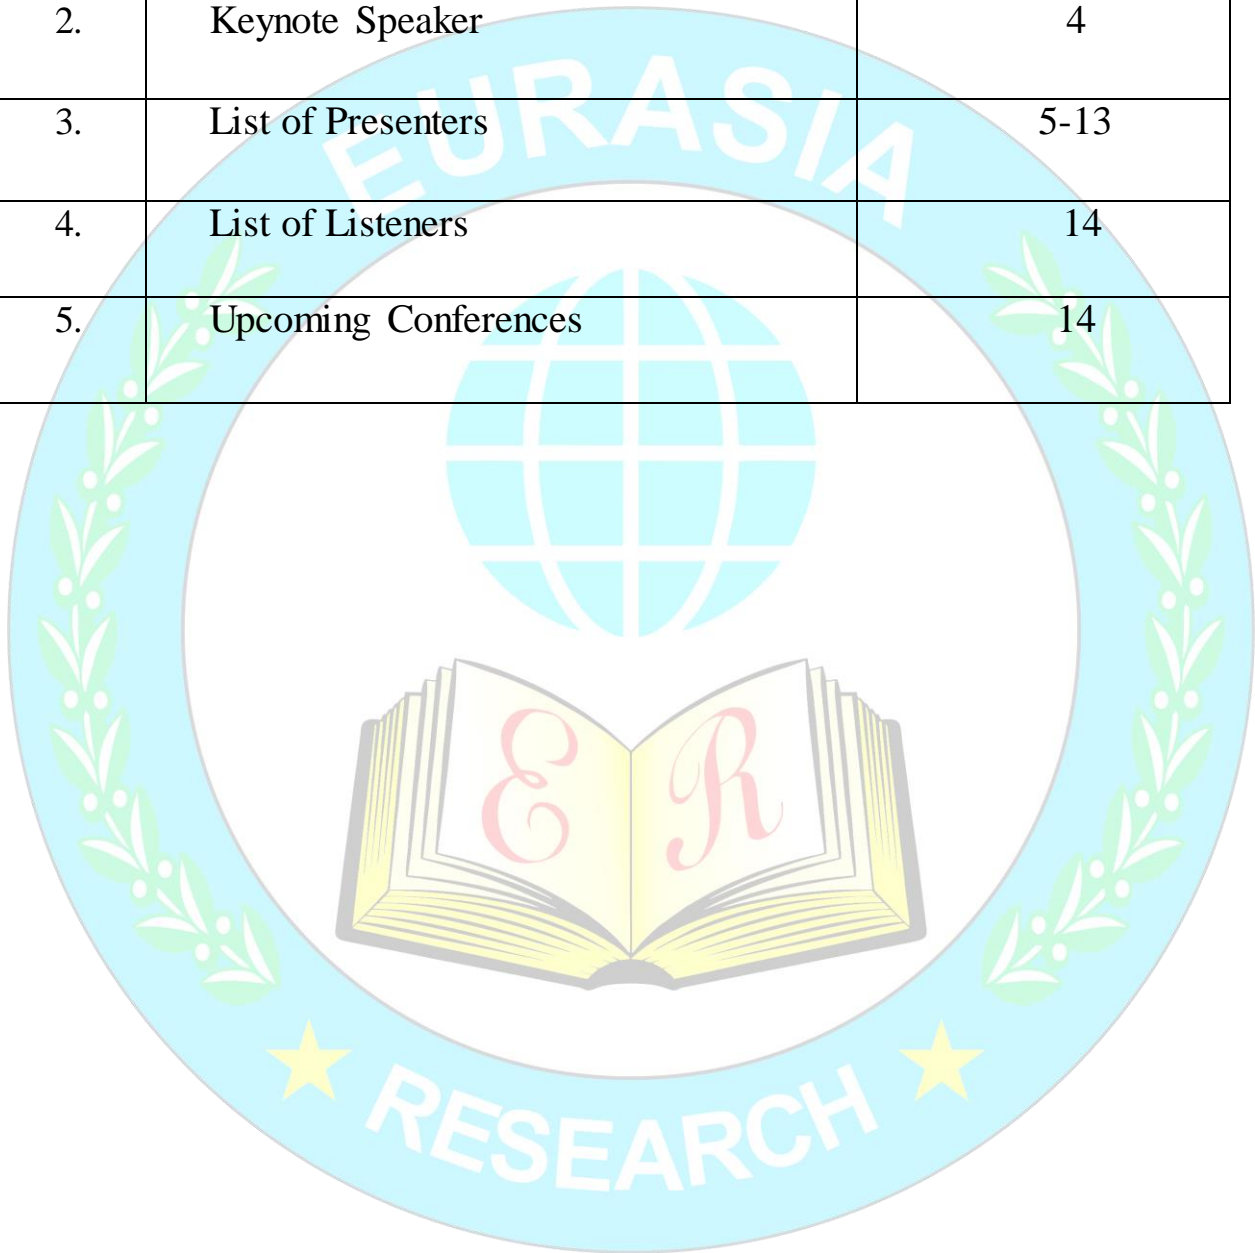 2. Keynote Speaker 4
3. List of Presenters 5-13
4. List of Listeners 14
5. Upcoming Conferences 14
EURASIA
E R
RESEARCH